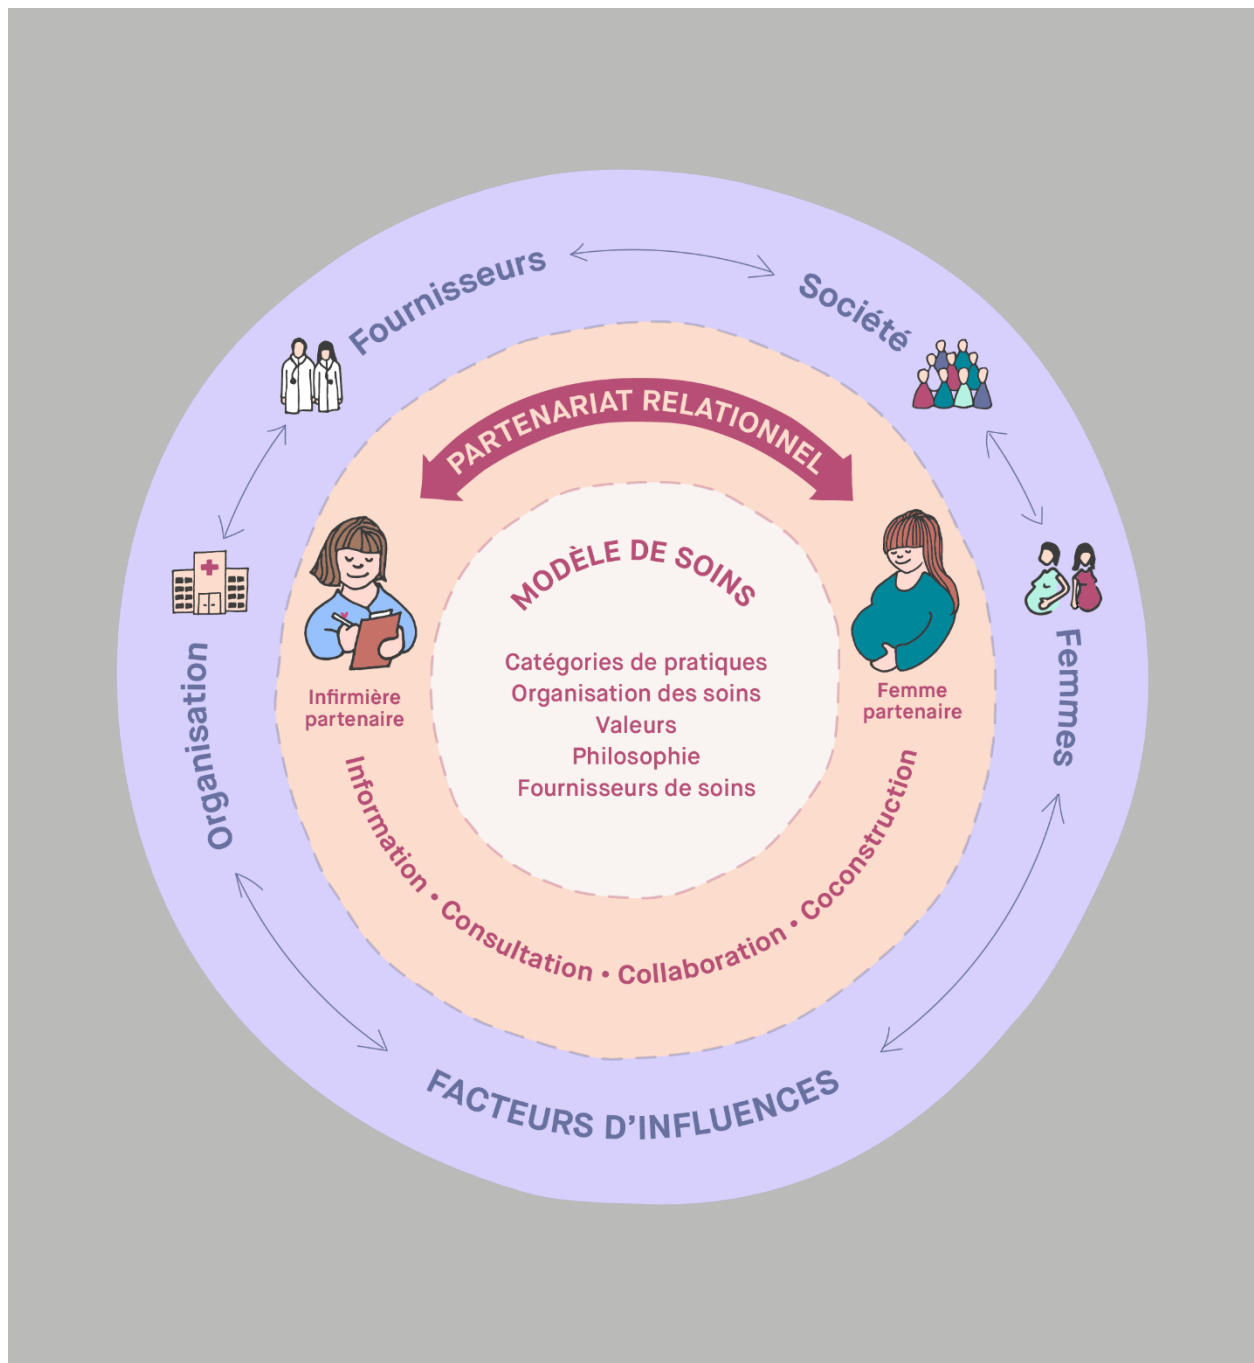 Fournisseurs
Société
Organisation
Femmes
FACTEURS D’INFLUENCES
PARTENARIAT RELATIONNEL
Infirmière
partenaire
Femme
partenaire
Information • Consultation • Collaboration • Coconstruction
MODÈLE DE SOINS
Catégories de pratiques
Organisation des soins
Valeurs
Philosophie
Fournisseurs de soins